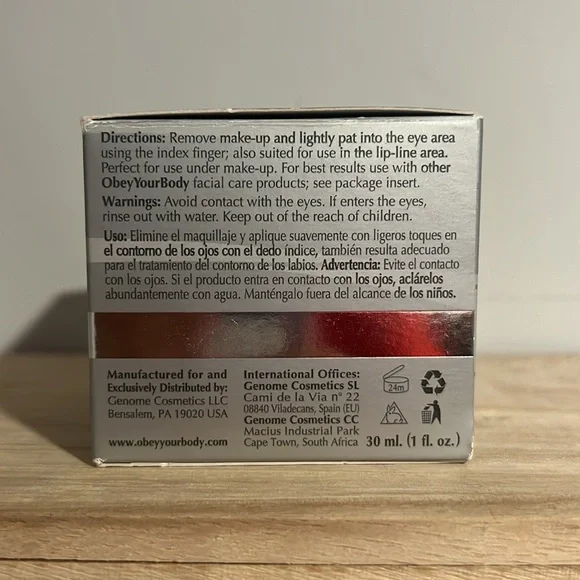 Directions: Remove make-up and lightly pat into the eye area
using the index finger; also suited for use in the lip-line area.
Perfect for use under make-up. For best results use with other
ObeyYourBody facial care products; see package insert.
Warnings: Avoid contact with the eyes. If enters the eyes,
rinse out with water. Keep out of the reach of children.
Uso: Elimine el maquillaje y aplique suavemente con ligeros toques en
el contorno de los ojos con el dedo índice, también resulta adecuado
para el tratamiento del contorno de los labios. Advertencia: Evite el contacto
con los ojos. Si el producto entra en contacto con los ojos, aclárelos
abundantemente con agua. Manténgalo fuera del alcance de los niños.
Manufactured for and
Exclusively Distributed by:
Genome Cosmetics LLC
Bensalem, PA 19020 USA
www.obeyyourbody.com
International Offices:
Genome Cosmetics SL
Cami de la Via nº 22
08840 Viladecans, Spain (EU)
Genome Cosmetics CC
Macius Industrial Park
Cape Town, South Africa
24m
30 ml. (1 fl. oz.)